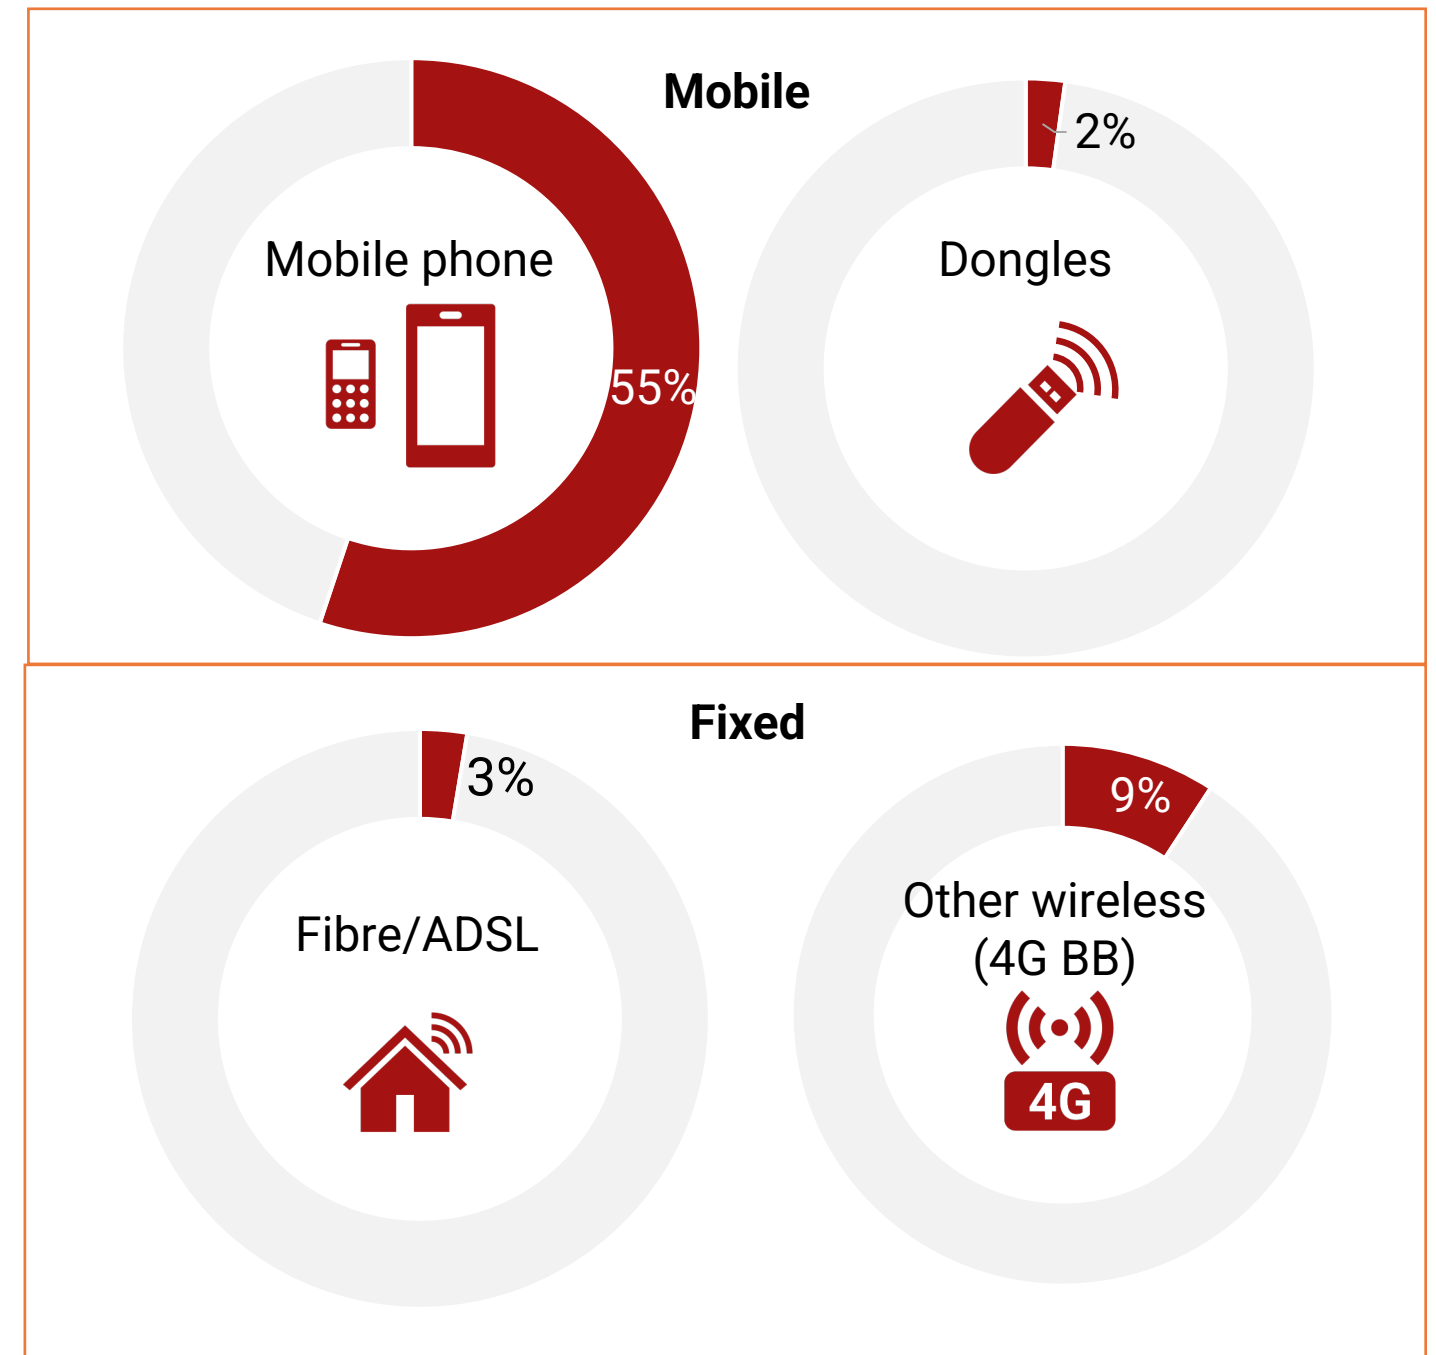 Mobile
Mobile phone
55%
Dongles
2%
Fixed
Fibre/ADSL
3%
Other wireless
(4G BB)
9%
4G